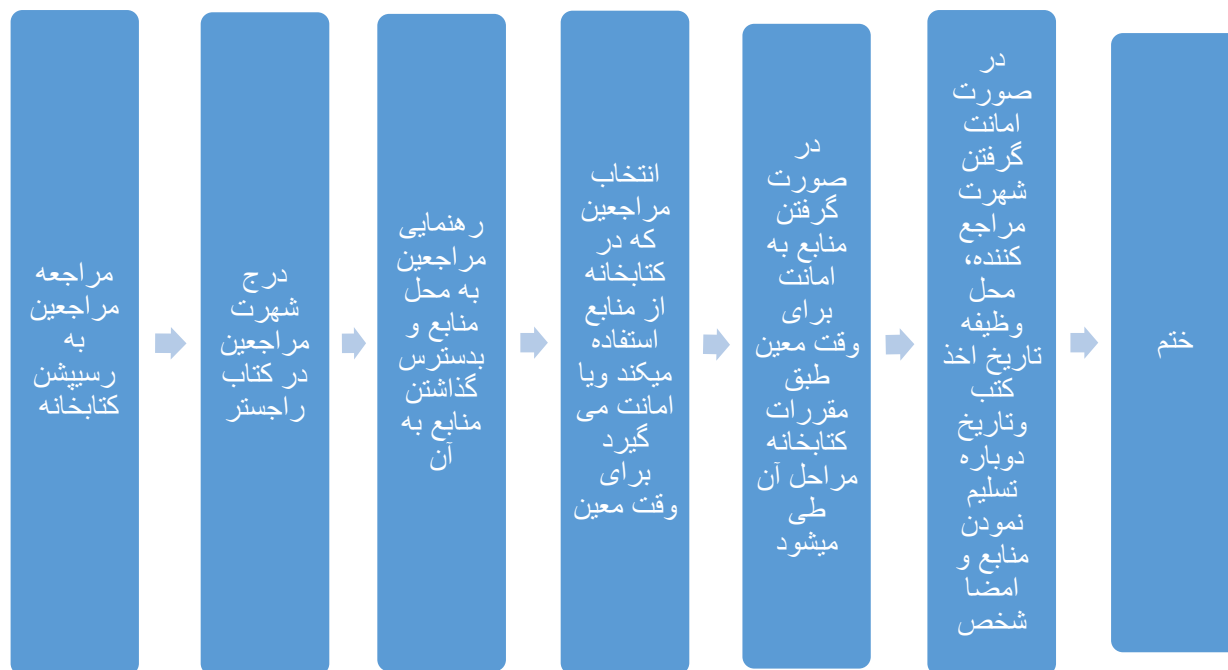 مراجعه
مراجعین
به
رسیپشن
کتابخانه
درج
شهرت
مراجعین
در کتاب
راجستر
رهنمایی
مراجعین
به محل
منابع و
بدسترس
گذاشتن
منابع به
آن
انتخاب
مراجعین
که در
کتابخانه
از منابع
استفاده
میکند ویا
امانت می
گیرد
برای
وقت معین
در
صورت
گرفتن
منابع به
امانت
برای
وقت معین
طبق
مقررات
کتابخانه
مراحل آن
طی
میشود
در
صورت
امانت
گرفتن
شهرت
مراجع
کننده،
محل
وظیفه
تاریخ اخذ
کتب
وتاریخ
دوباره
تسلیم
نمودن
منابع و
امضا
شخص
ختم